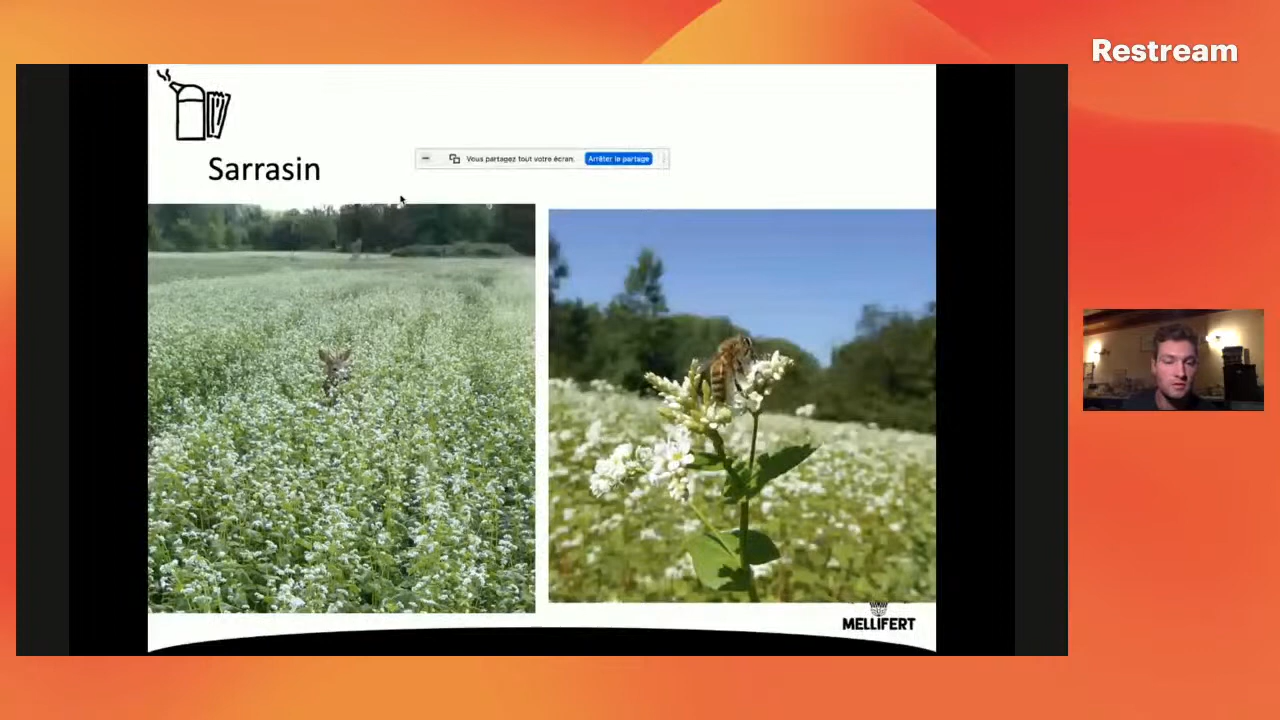 Restream
Vous partagez tout votre écran.
Arrêter le partage
Sarrasin
MELLIFERT